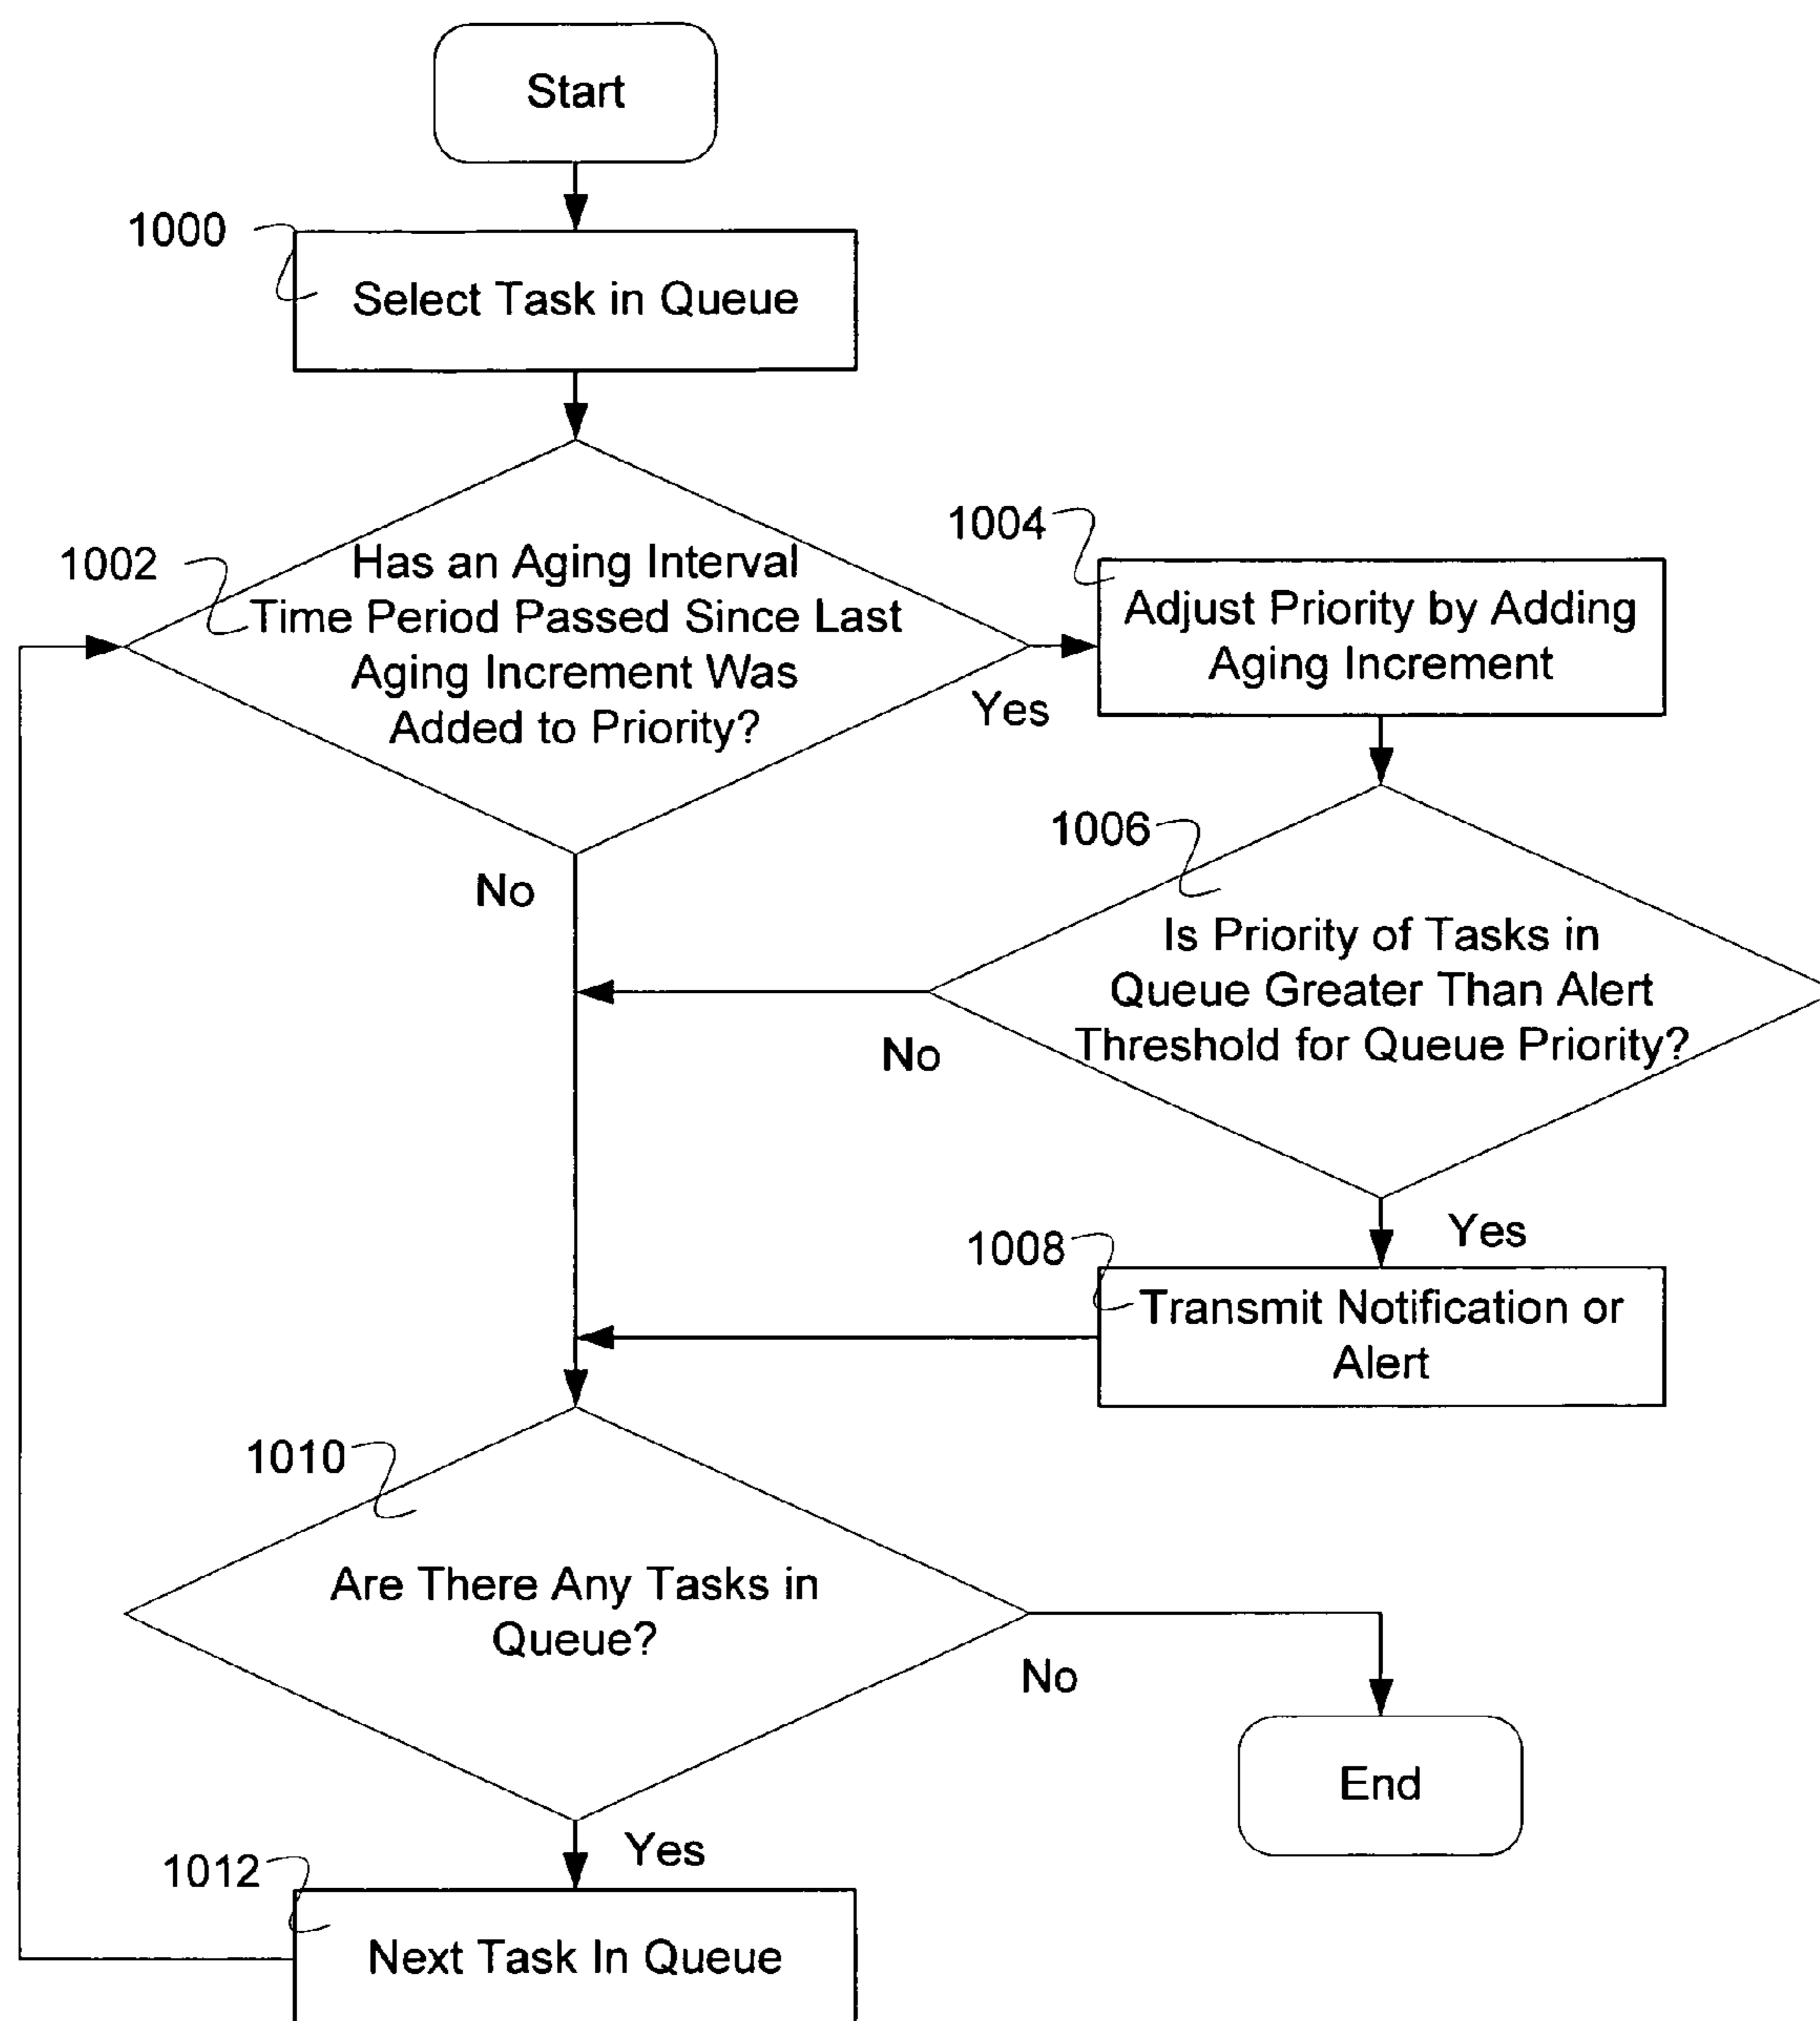 Start
1000
Select Task in Queue
1002
Has an Aging Interval
Time Period Passed Since Last
Aging Increment Was
Added to Priority?
Yes
No
1004
Adjust Priority by Adding
Aging Increment
1006
Is Priority of Tasks in
Queue Greater Than Alert
Threshold for Queue Priority?
No
Yes
1008
Transmit Notification or
Alert
1010
Are There Any Tasks in
Queue?
No
End
Yes
1012
Next Task In Queue